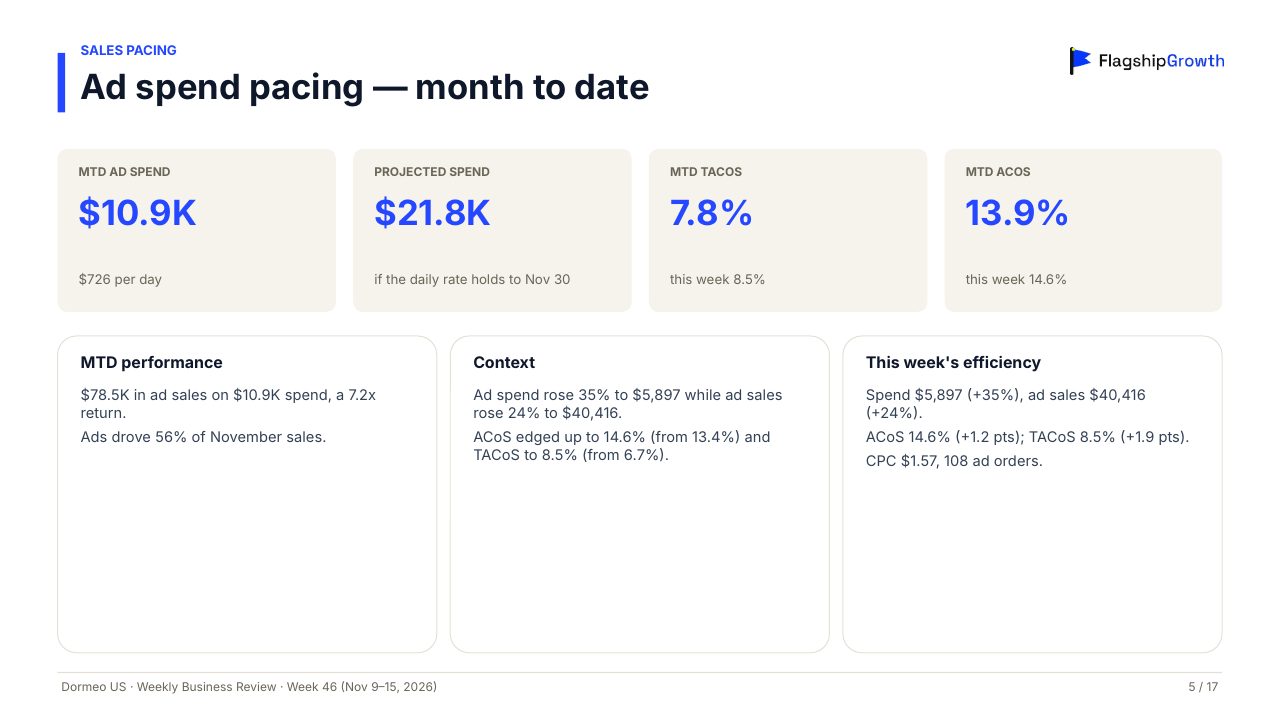 SALES PACING
Ad spend pacing — month to date
FlagshipGrowth
MTD AD SPEND
$10.9K
$726 per day
PROJECTED SPEND
$21.8K
if the daily rate holds to Nov 30
MTD TACOS
7.8%
this week 8.5%
MTD ACOS
13.9%
this week 14.6%
MTD performance
$78.5K in ad sales on $10.9K spend, a 7.2x
return.
Ads drove 56% of November sales.
Context
Ad spend rose 35% to $5,897 while ad sales
rose 24% to $40,416.
ACoS edged up to 14.6% (from 13.4%) and
TACoS to 8.5% (from 6.7%).
This week's efficiency
Spend $5,897 (+35%), ad sales $40,416
(+24%).
ACoS 14.6% (+1.2 pts); TACoS 8.5% (+1.9 pts).
CPC $1.57, 108 ad orders.
Dormeo US · Weekly Business Review · Week 46 (Nov 9–15, 2026)
5 / 17